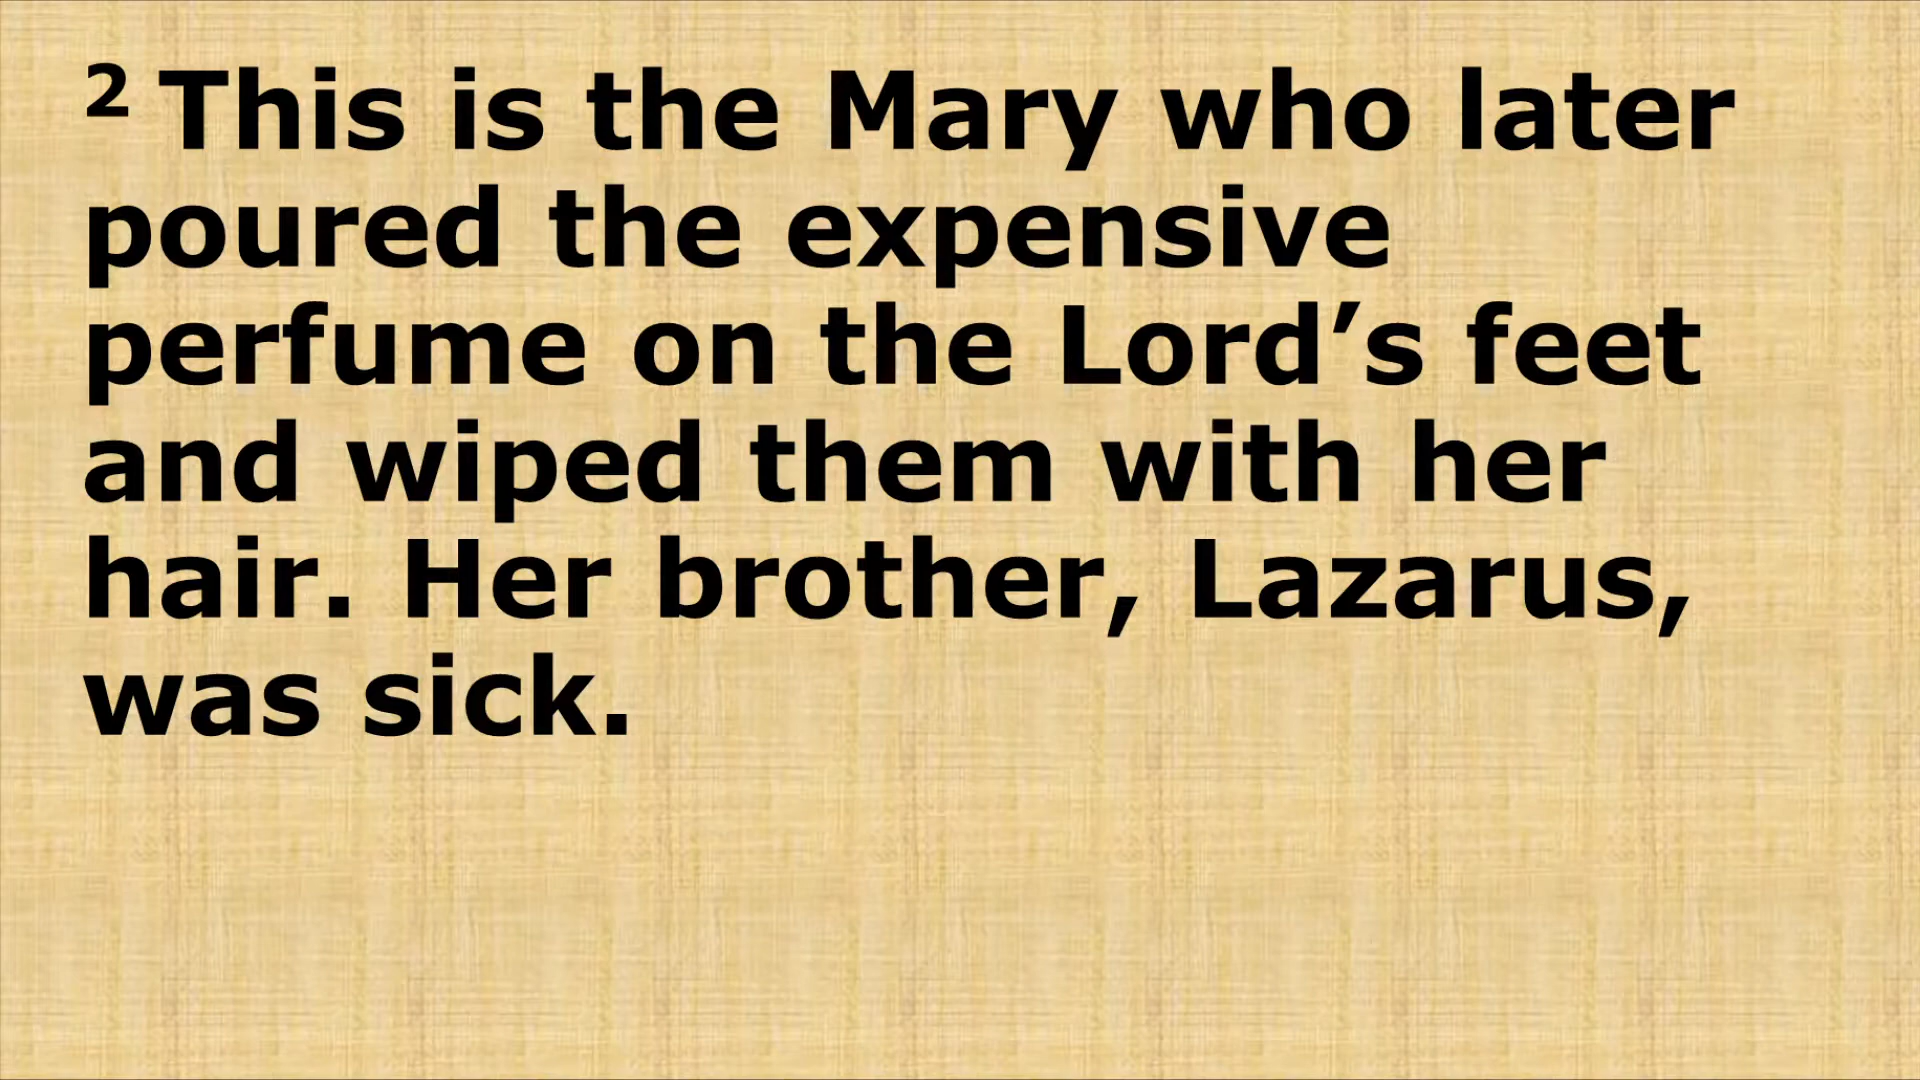 2 This is the Mary who later
poured the expensive
perfume on the Lord’s feet
and wiped them with her
hair. Her brother, Lazarus,
was sick.